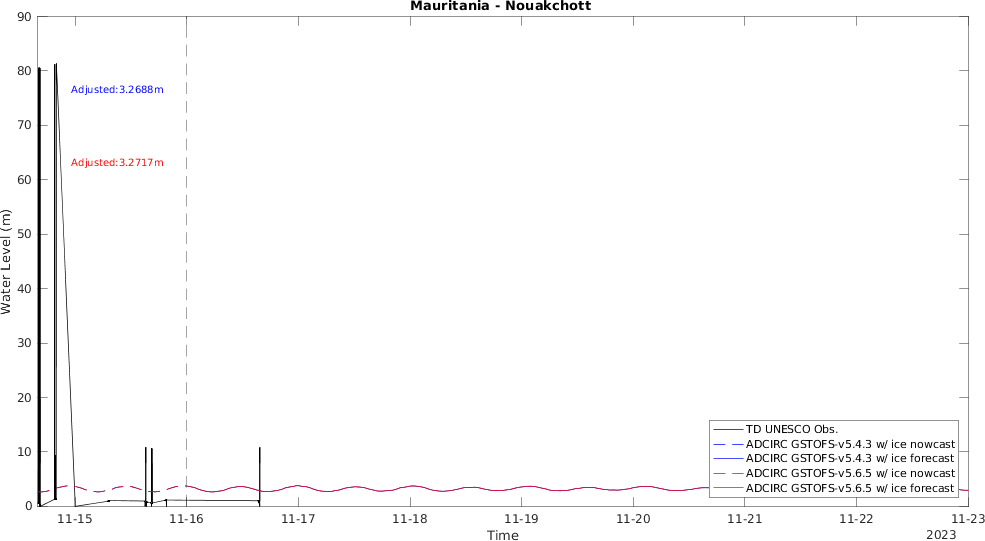 Mauritania - Nouakchott
90
80
70
60
50
40
30
20
10
0
Water Level (m)
Adjusted:3.2688m
Adjusted:3.2717m
TD UNESCO Obs.
ADCIRC GSTOFS-v5.4.3 w/ ice nowcast
ADCIRC GSTOFS-v5.4.3 w/ ice forecast
ADCIRC GSTOFS-v5.6.5 w/ ice nowcast
ADCIRC GSTOFS-v5.6.5 w/ ice forecast
11-15 11-16 11-17 11-18 11-19 11-20 11-21 11-22 11-23
Time
2023